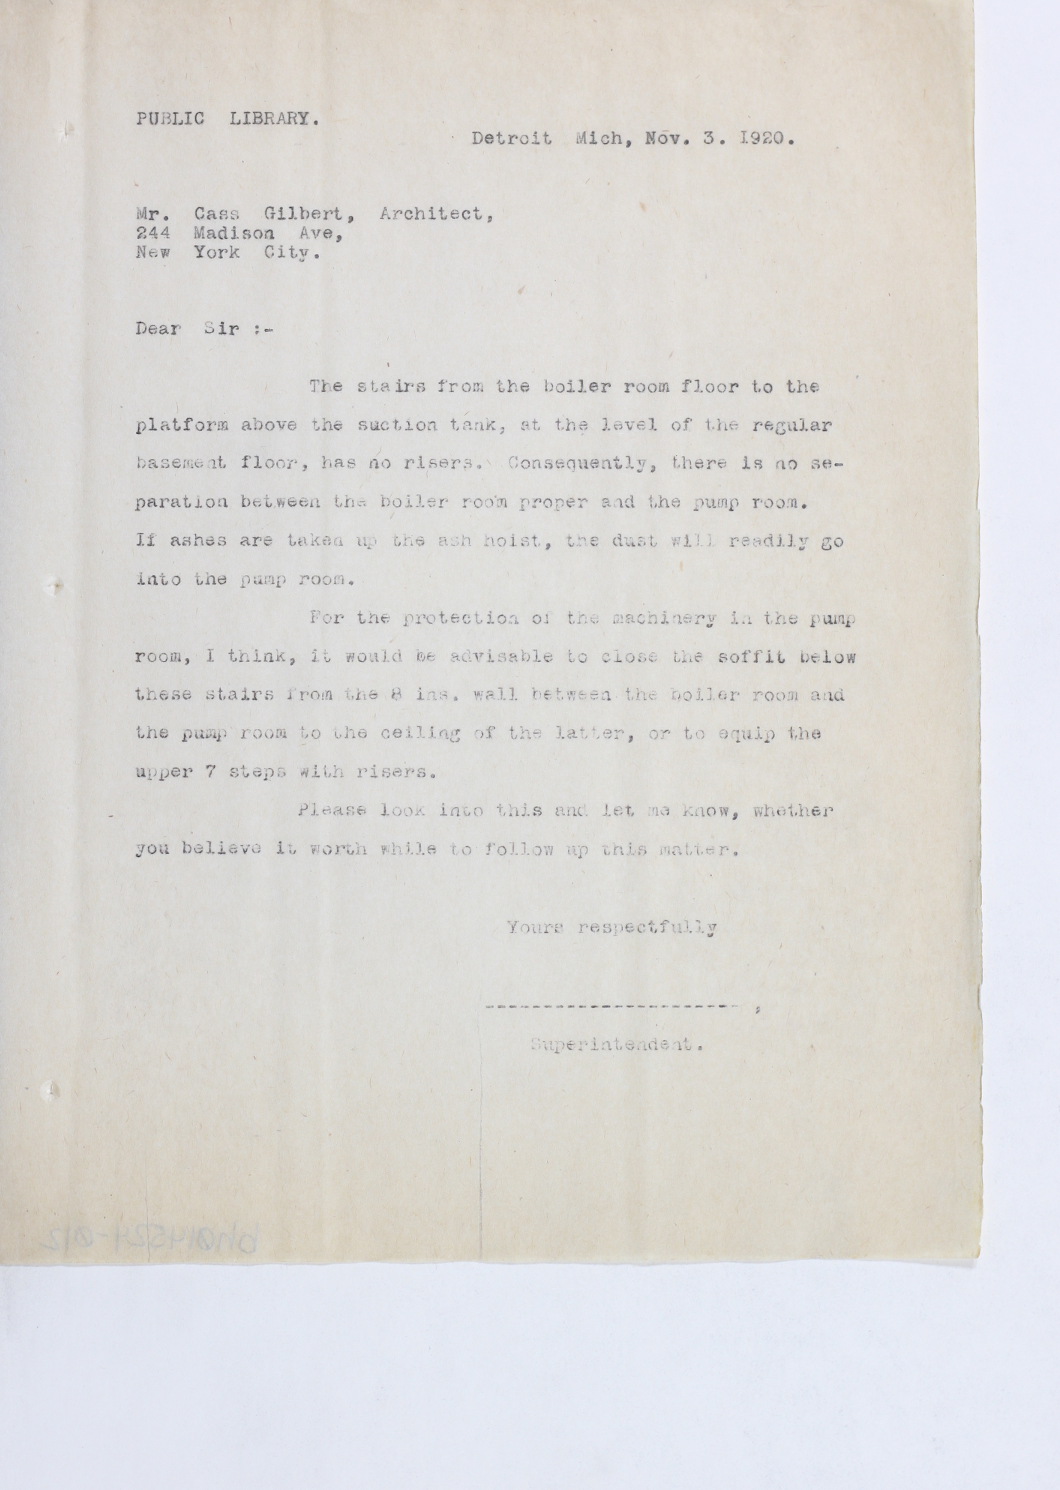 PUBLIC LIBRARY.
Detroit Mich, Nov. 3. 1920.
Mr. Cass Gilbert, Architect,
244 Madison Ave,
New York City.
Dear Sir :-
The stairs from the boiler room floor to the
platform above the suction tank, at the level of the regular
basement floor, has no risers. Consequently, there is no se-
paration between the boiler room proper and the pump room.
If ashes are taken up the ash hoist, the dust will readily go
into the pump room.
For the protection of the machinery in the pump
room, I think, it would be advisable to close the soffit below
these stairs from the 8 ins. wall between the boiler room and
the pump room to the ceiling of the latter, or to equip the
upper 7 steps with risers.
Please look into this and let me know, whether
you believe it worth while to follow up this matter.
Yours respectfully
----------------------,
Superintendent.
bh014524-012